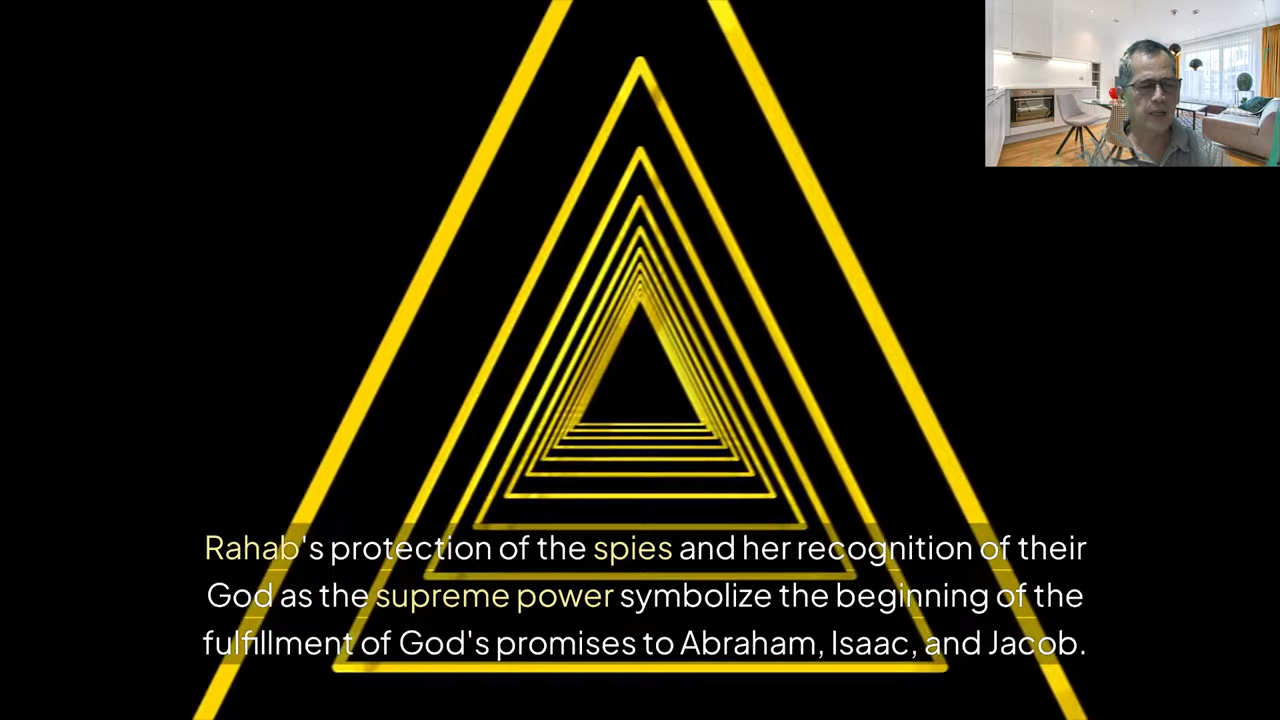 Rahab's protection of the spies and her recognition of their
God as the supreme power symbolize the beginning of the
fulfillment of God's promises to Abraham, Isaac, and Jacob.